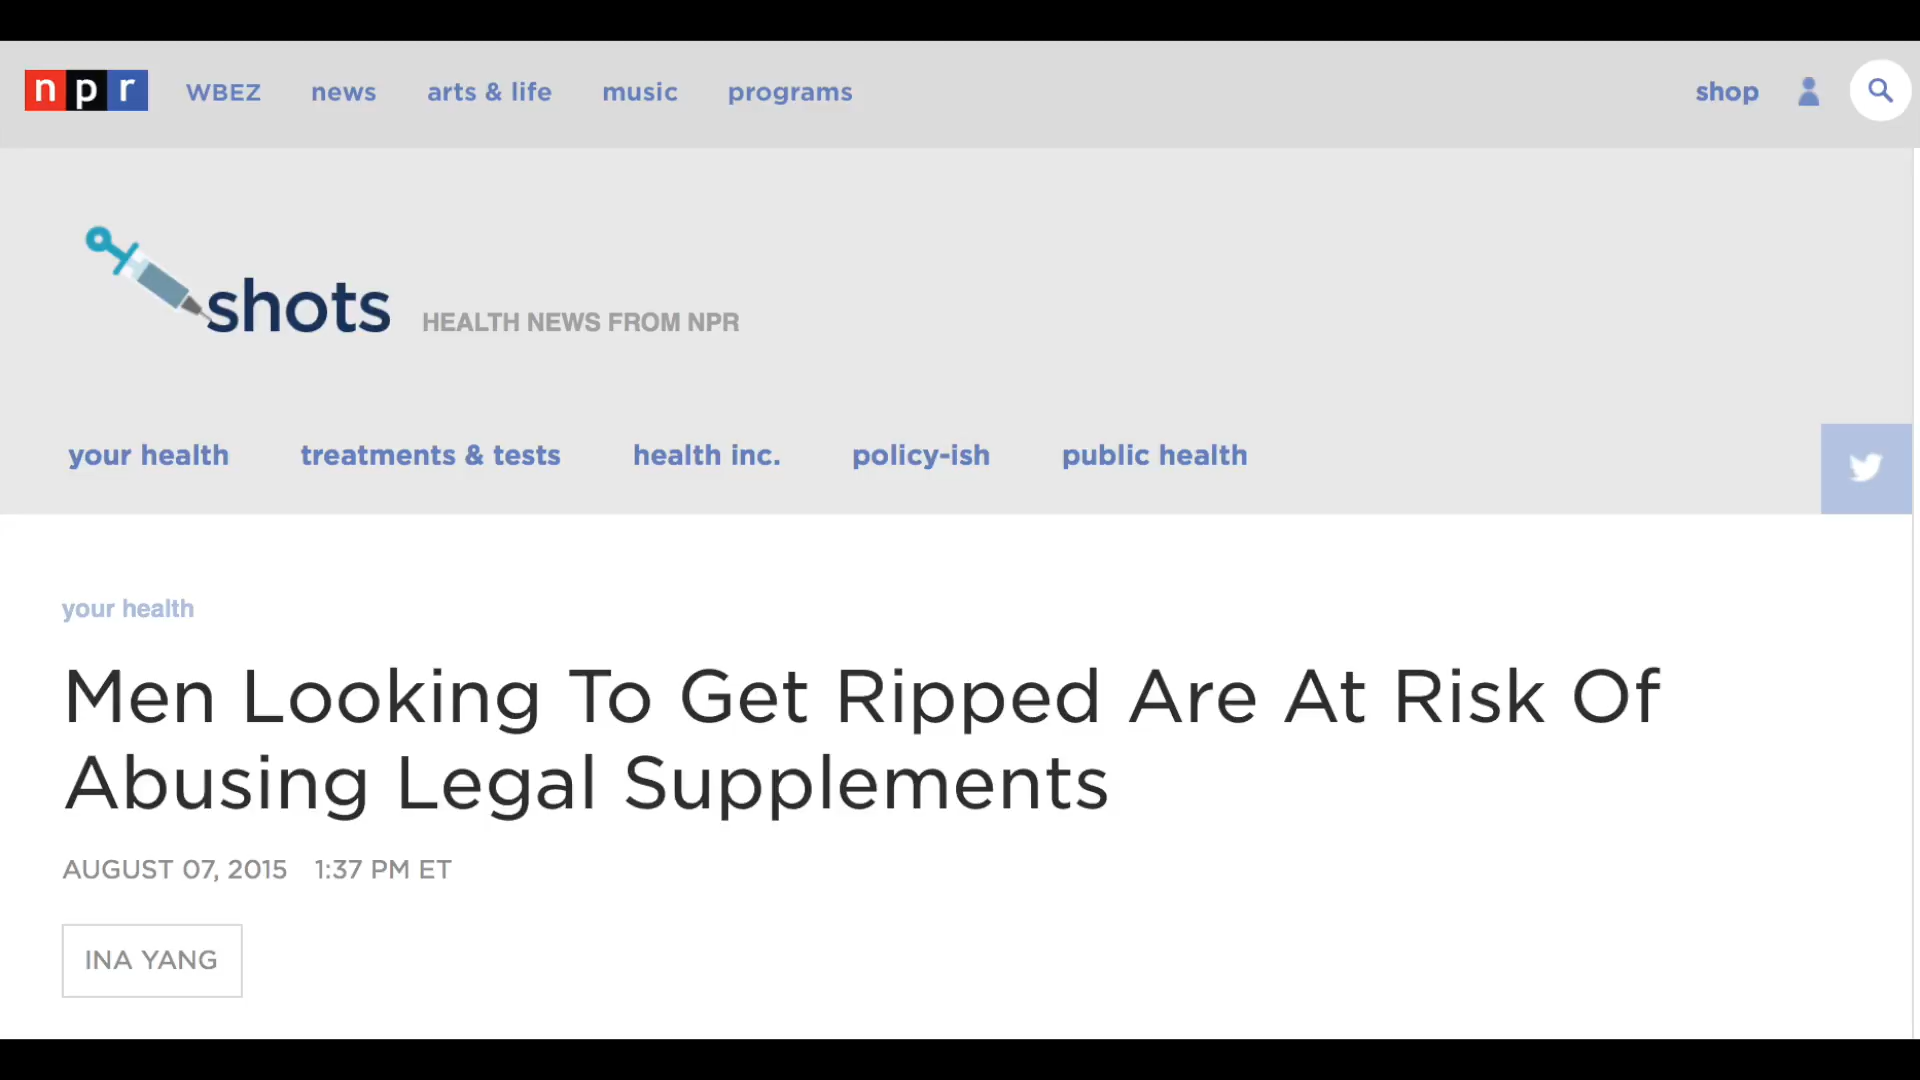 npr WBEZ news arts & life music programs shop
shots HEALTH NEWS FROM NPR
your health treatments & tests health inc. policy-ish public health
your health
Men Looking To Get Ripped Are At Risk Of
Abusing Legal Supplements
AUGUST 07, 2015 1:37 PM ET
INA YANG